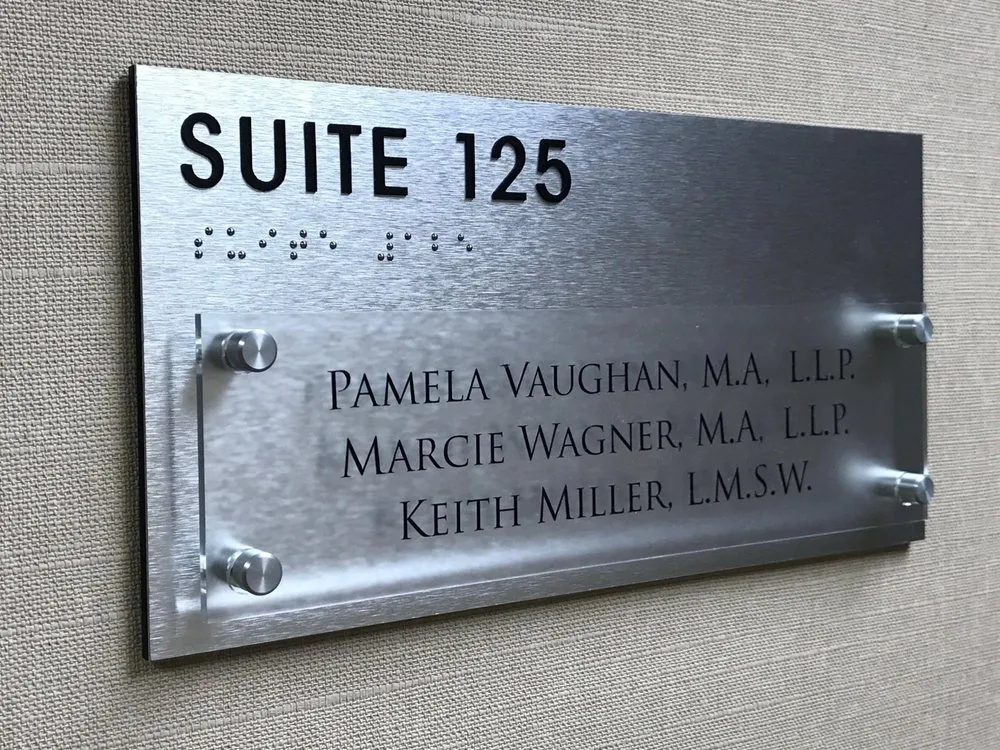 SUITE 125
⠎⠥⠊⠞⠑ ⠼⠁⠃⠑
PAMELA VAUGHAN, M.A, L.L.P.
MARCIE WAGNER, M.A, L.L.P.
KEITH MILLER, L.M.S.W.